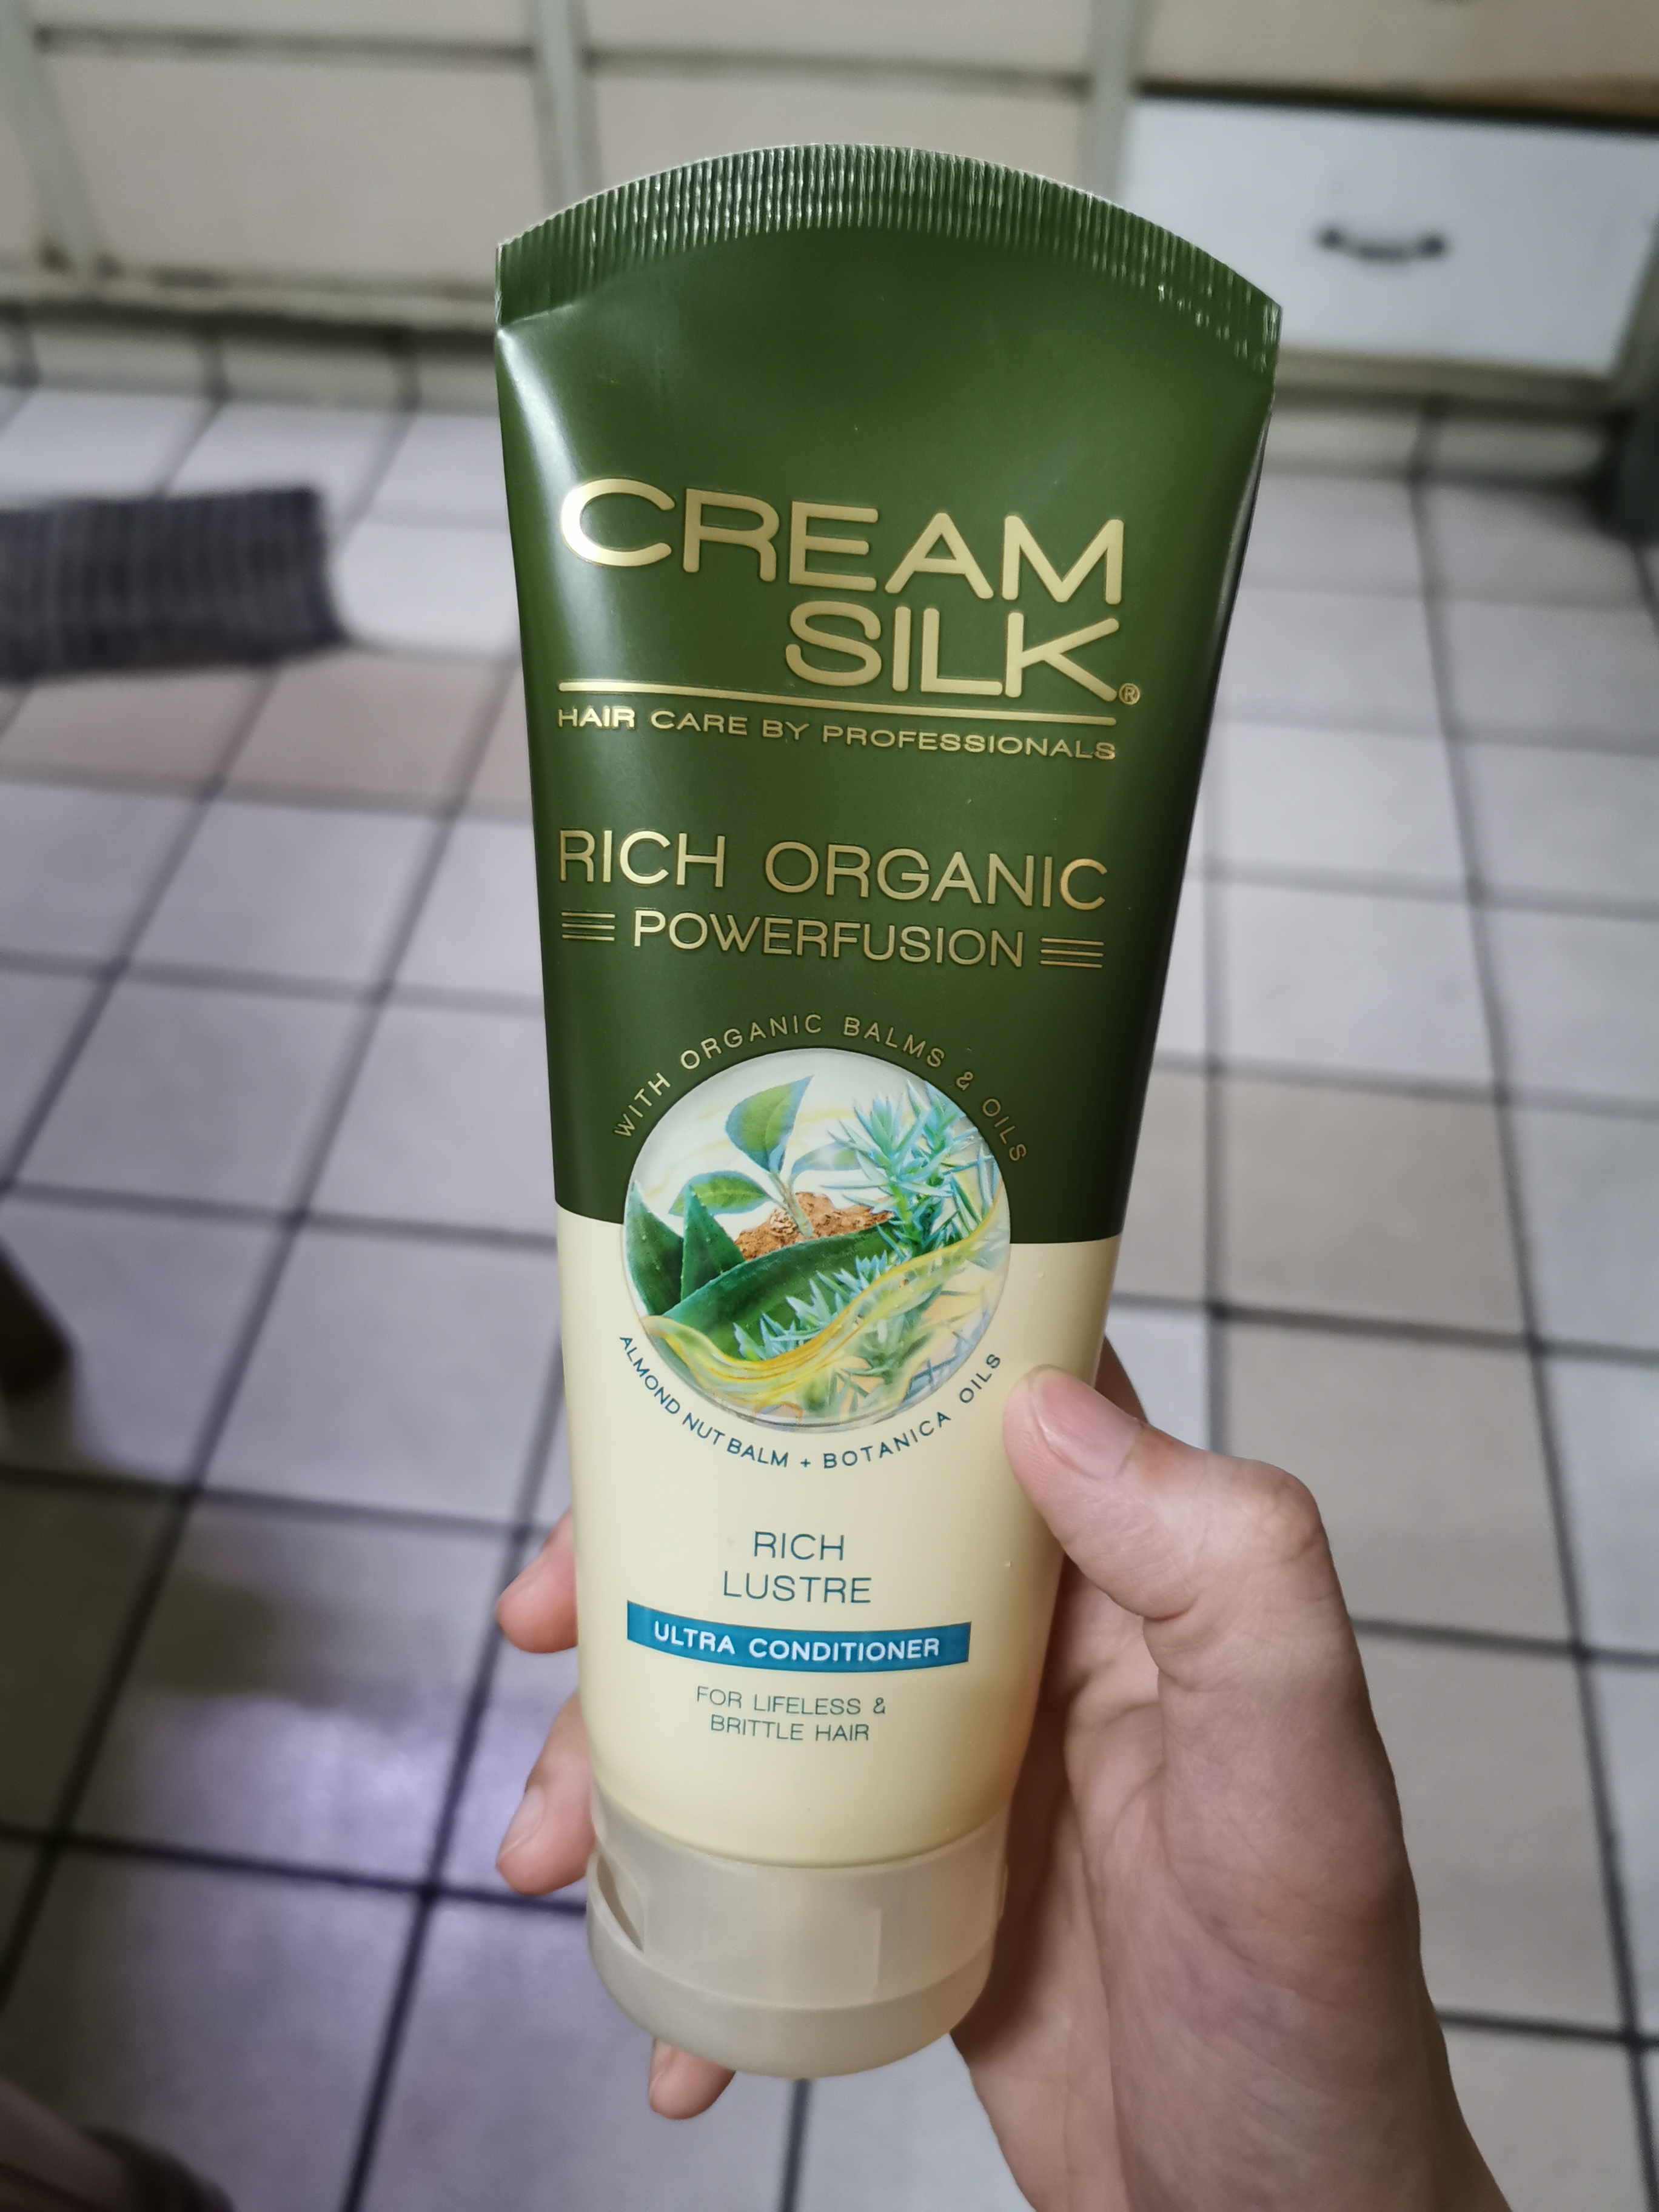 CREAM
SILK®
HAIR CARE BY PROFESSIONALS
RICH ORGANIC
POWERFUSION
WITH ORGANIC BALMS & OILS
ALMOND NUT BALM + BOTANICA OILS
RICH
LUSTRE
ULTRA CONDITIONER
FOR LIFELESS &
BRITTLE HAIR